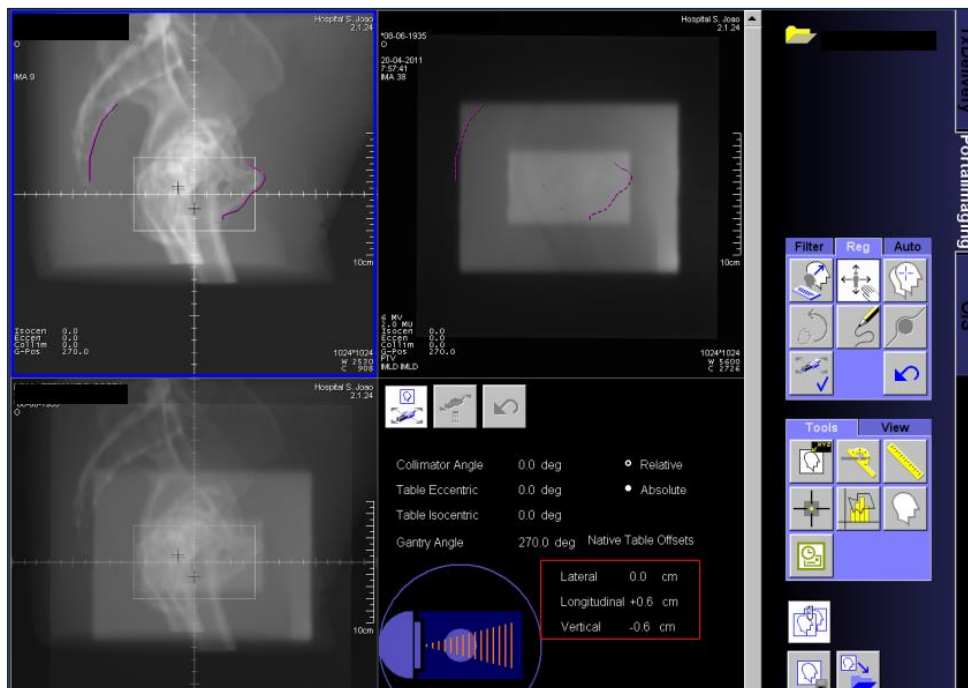 Hospital S. Joao
2.1.24
O
IMA 9
10cm
Isocen 0.0
Eccen 0.0
Collim 0.0
G-Pos 270.0
1024*1024
W 2530
C 908
Hospital S. Joao
2.1.24
*08-06-1935
O
20-04-2011
7:57:41
IMA 38
10cm
6 MV
2.0 MU
Isocen 0.0
Eccen 0.0
Collim 0.0
G-Pos 270.0
PTV
IMLD IMLD
1024*1024
W 5600
C 2726
Hospital S. Joao
2.1.24
O
10cm
Collimator Angle 0.0 deg
Table Eccentric 0.0 deg
Table Isocentric 0.0 deg
Gantry Angle 270.0 deg
Relative
Absolute
Native Table Offsets
Lateral 0.0 cm
Longitudinal +0.6 cm
Vertical -0.6 cm
TxDelivery
PortalImaging
Filter Reg Auto
Tools View
XYZ